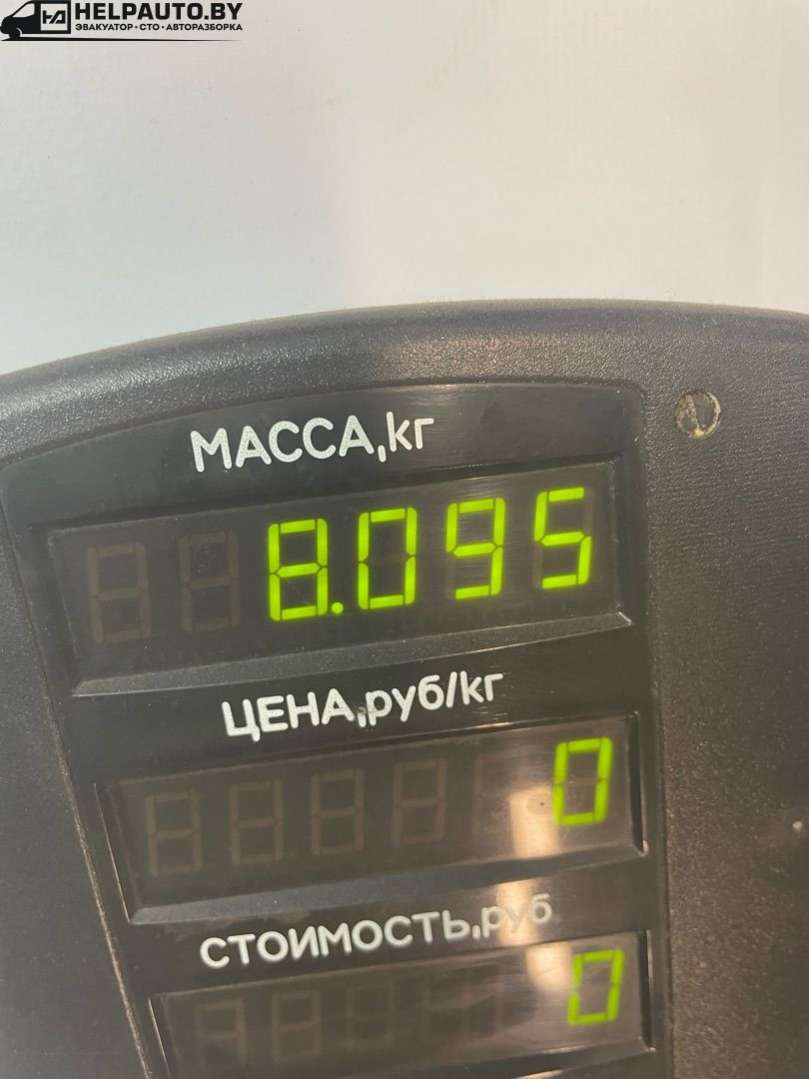 HELPAUTO.BY
ЭВАКУАТОР • СТО • АВТОРАЗБОРКА
МАССА,кг
8.095
ЦЕНА,руб/кг
0
СТОИМОСТЬ,руб
0